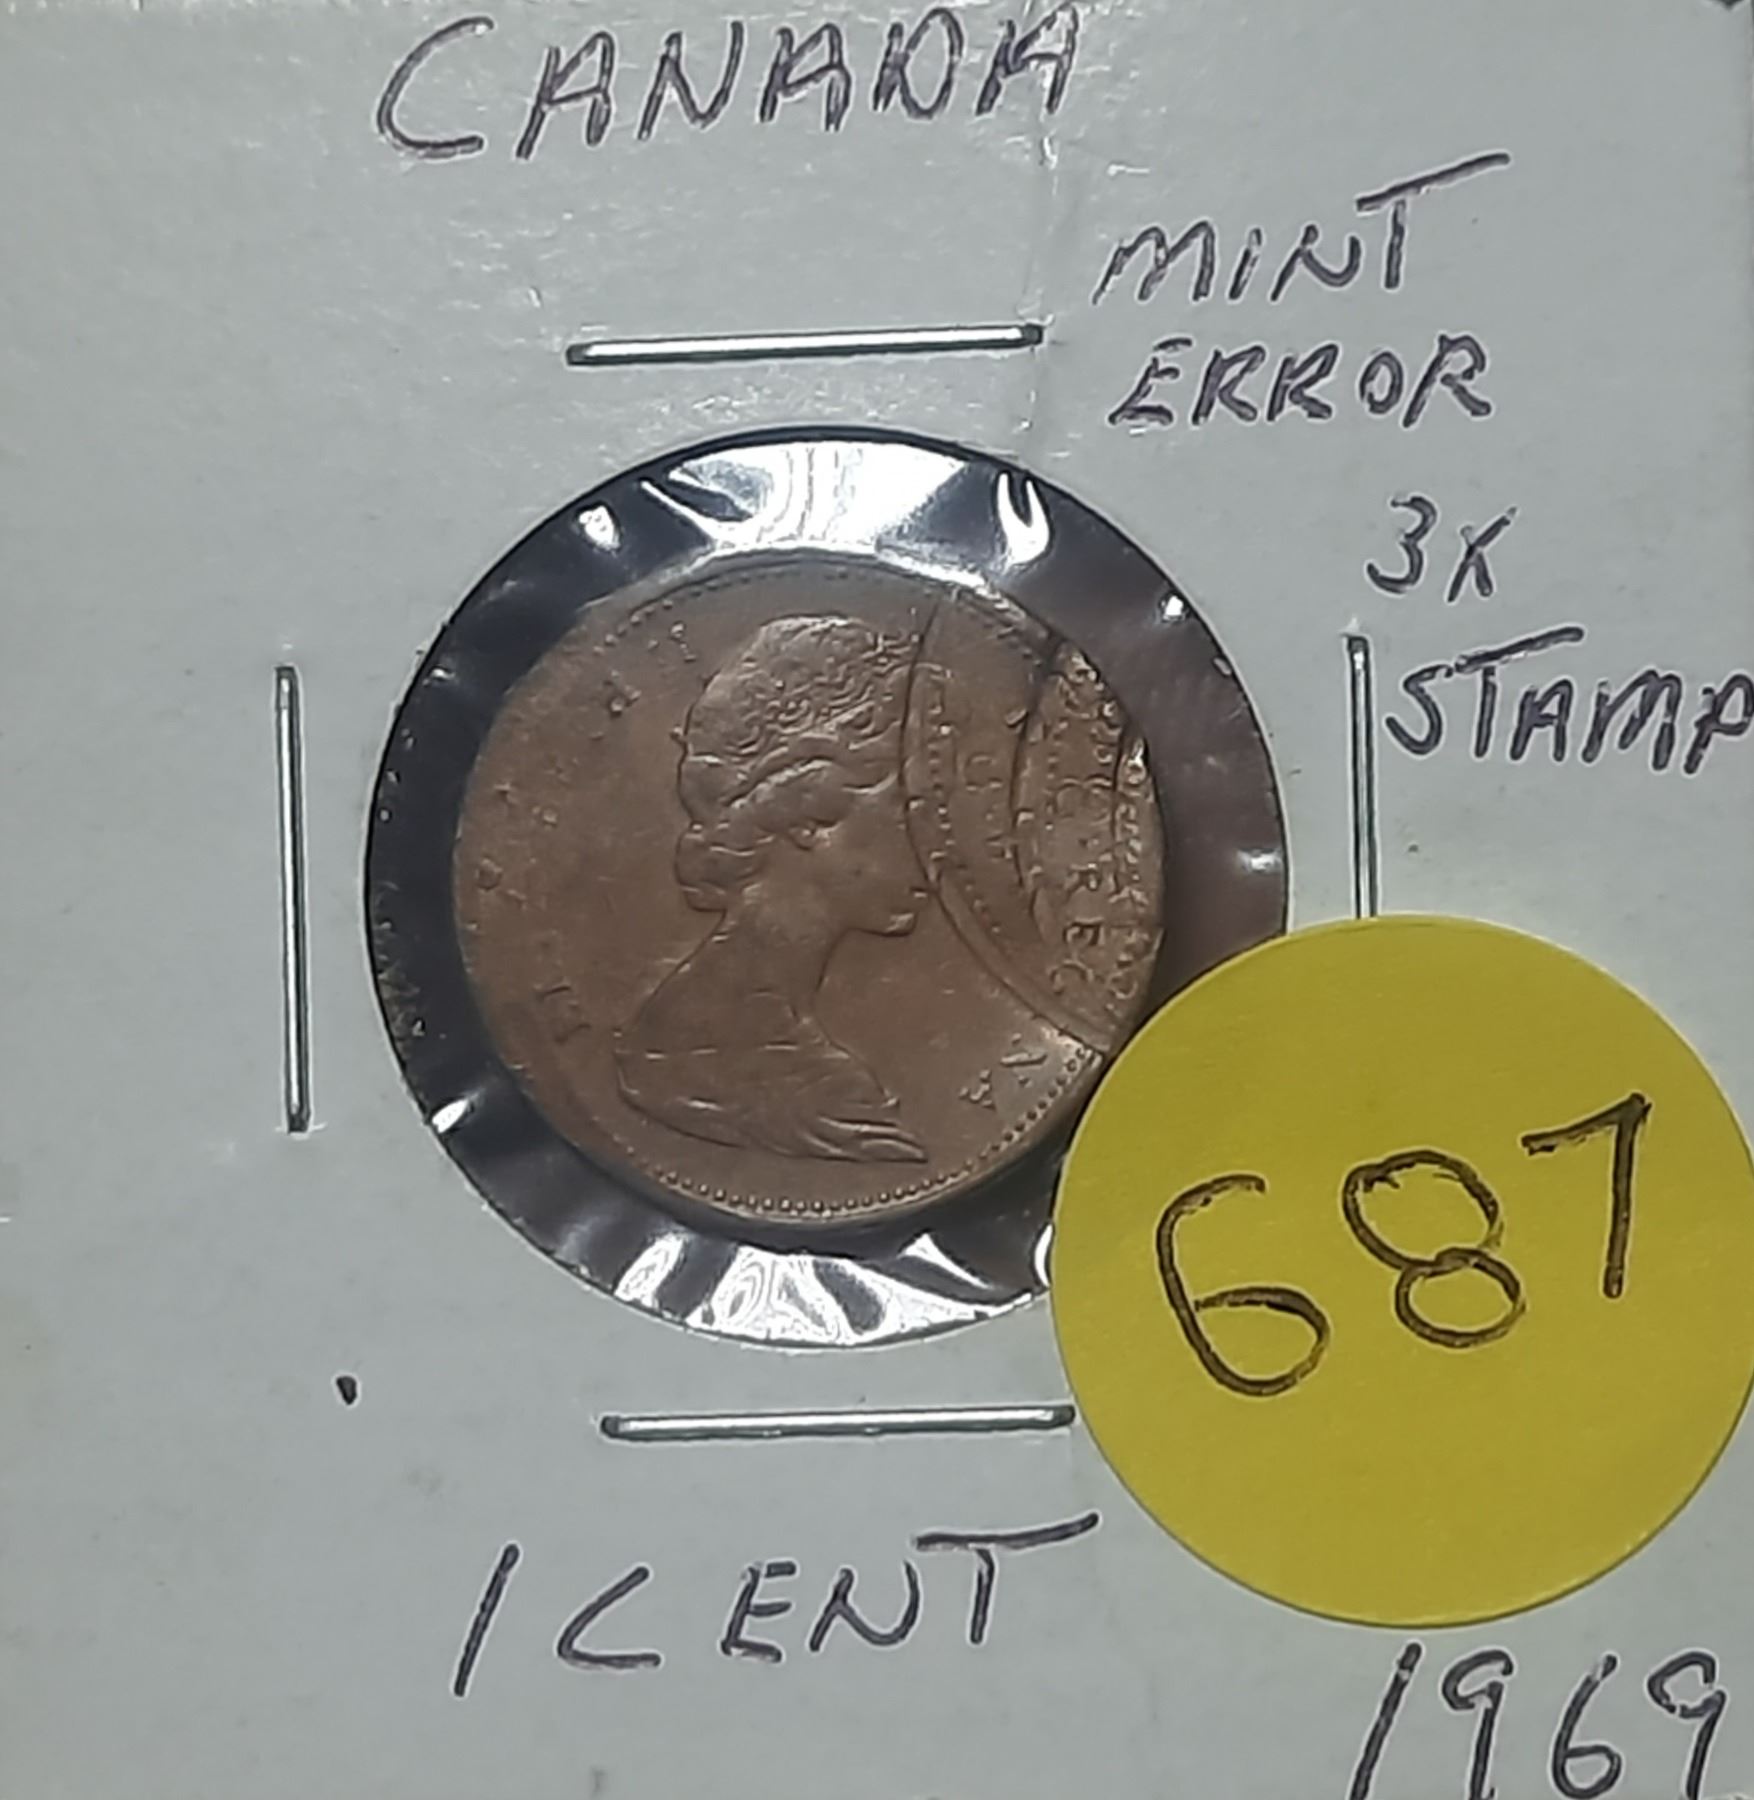 CANADA
MINT
ERROR
3X
STAMP
687
1 CENT
1969